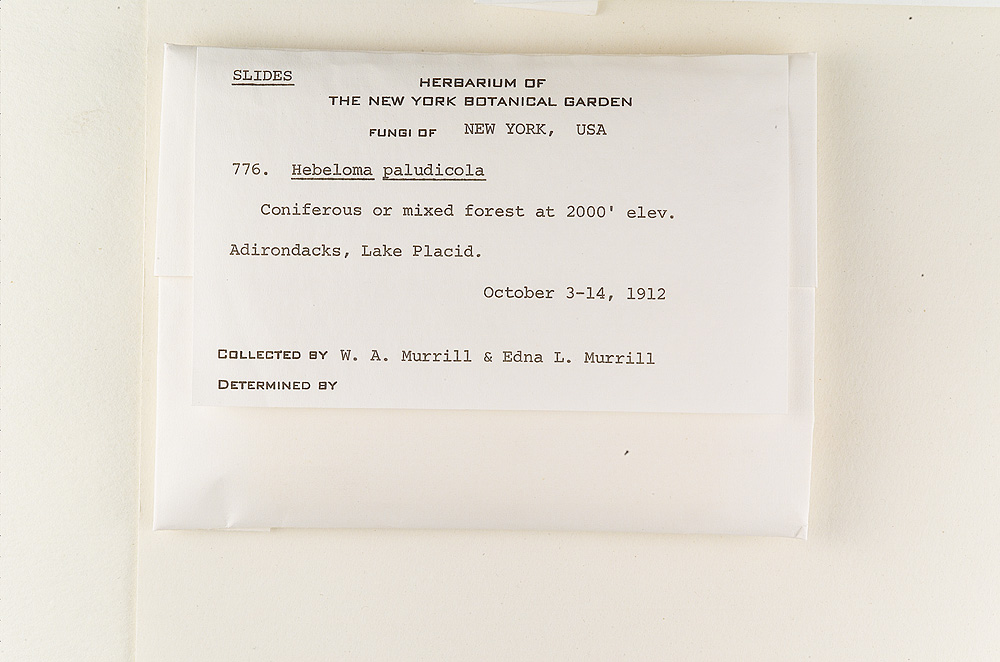 SLIDES
HERBARIUM OF
THE NEW YORK BOTANICAL GARDEN
FUNGI OF NEW YORK, USA
776. Hebeloma paludicola
Coniferous or mixed forest at 2000' elev.
Adirondacks, Lake Placid.
October 3-14, 1912
COLLECTED BY W. A. Murrill & Edna L. Murrill
DETERMINED BY